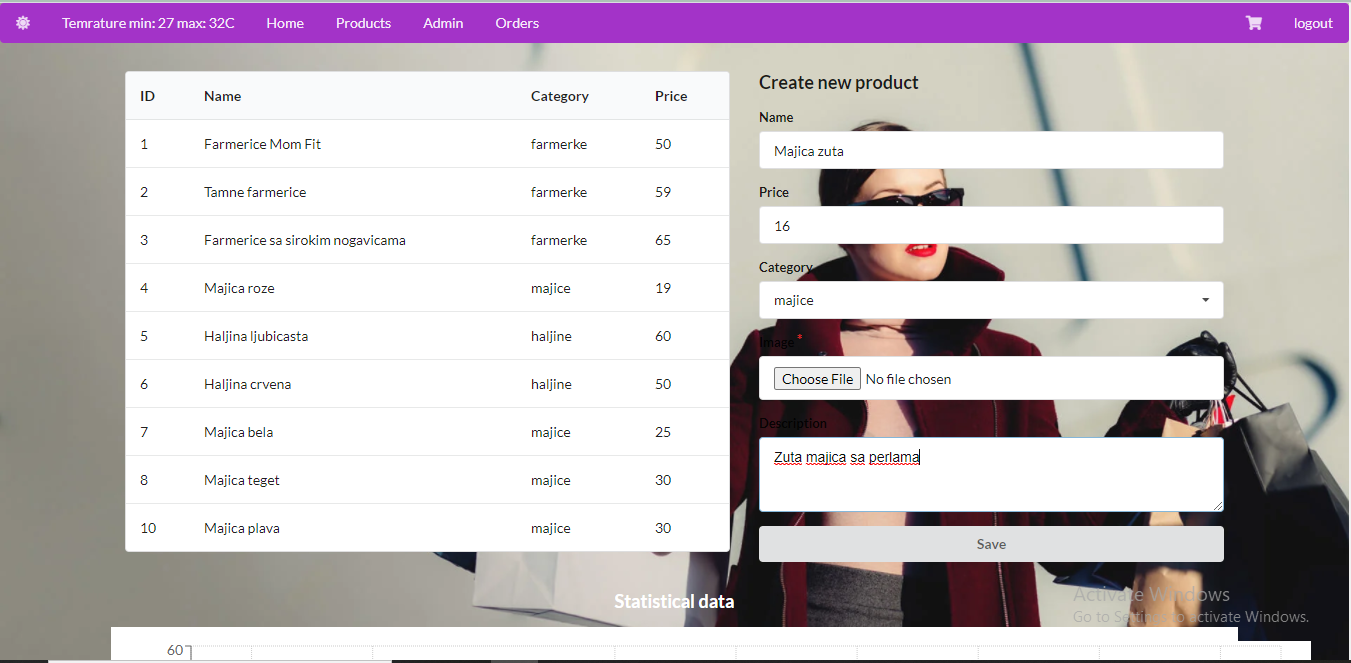 Temrature min: 27 max: 32C Home Products Admin Orders logout
ID Name Category Price
1 Farmerice Mom Fit farmerke 50
2 Tamne farmerice farmerke 59
3 Farmerice sa sirokim nogavicama farmerke 65
4 Majica roze majice 19
5 Haljina ljubicasta haljine 60
6 Haljina crvena haljine 50
7 Majica bela majice 25
8 Majica teget majice 30
10 Majica plava majice 30
Create new product
Name
Majica zuta
Price
16
Category
majice
Image *
Choose File No file chosen
Description
Zuta majica sa perlama
Save
Statistical data
Activate Windows
Go to Settings to activate Windows.
60